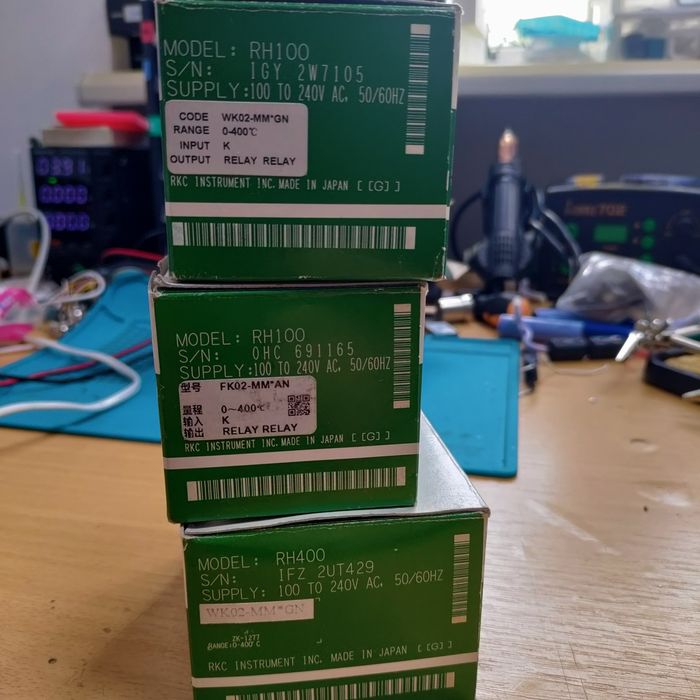 MODEL: RH100
S/N: IGY 2W7105
SUPPLY: 100 TO 240V AC, 50/60HZ
CODE WK02-MM*GN
RANGE 0-400℃
INPUT K
OUTPUT RELAY RELAY
RKC INSTRUMENT INC. MADE IN JAPAN [ [G] ]
MODEL: RH100
S/N: OHC 691165
SUPPLY: 100 TO 240V AC, 50/60HZ
型号 FK02-MM*AN
量程 0～400℃
输入 K
输出 RELAY RELAY
RKC INSTRUMENT INC. MADE IN JAPAN [ [G] ]
MODEL: RH400
S/N: IFZ 2UT429
SUPPLY: 100 TO 240V AC, 50/60HZ
WK02-MM*GN
ZK-1277
RANGE:0-400℃
RKC INSTRUMENT INC. MADE IN JAPAN [ [G] ]
702